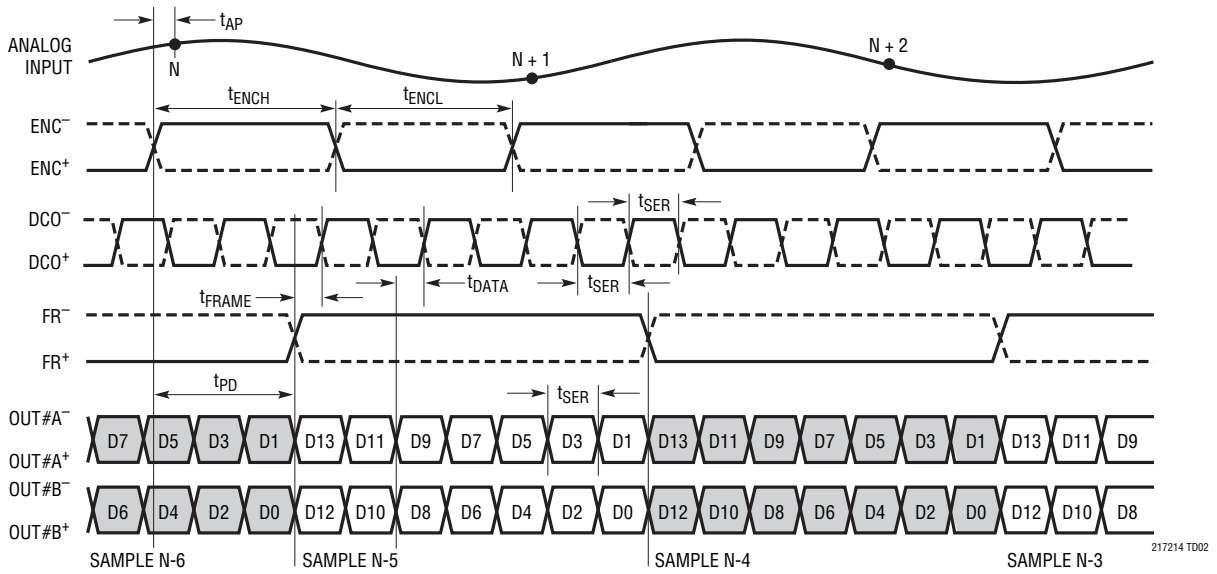 tAP
ANALOG INPUT
N
N + 1
N + 2
tENCH
tENCL
ENC–
ENC+
DCO–
DCO+
tSER
tFRAME
tDATA
tSER
FR–
FR+
tPD
tSER
OUT#A–
OUT#A+
D7 D5 D3 D1 D13 D11 D9 D7 D5 D3 D1 D13 D11 D9 D7 D5 D3 D1 D13 D11 D9
OUT#B–
OUT#B+
D6 D4 D2 D0 D12 D10 D8 D6 D4 D2 D0 D12 D10 D8 D6 D4 D2 D0 D12 D10 D8
SAMPLE N-6
SAMPLE N-5
SAMPLE N-4
SAMPLE N-3
217214 TD02